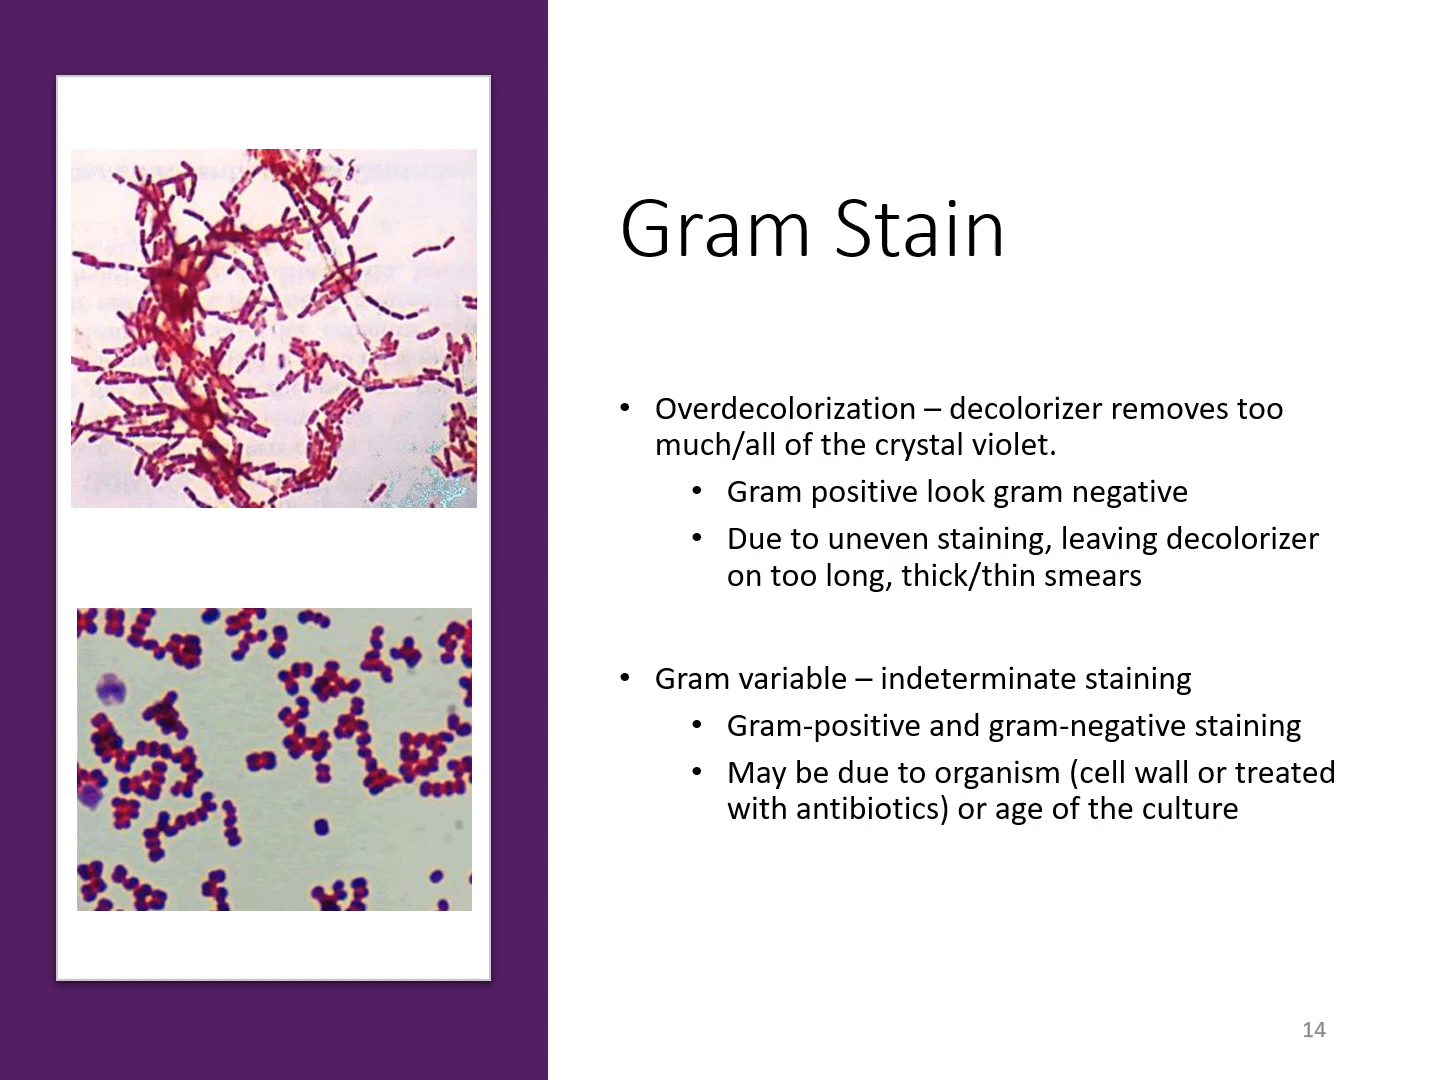 Gram Stain
• Overdecolorization – decolorizer removes too
much/all of the crystal violet.
• Gram positive look gram negative
• Due to uneven staining, leaving decolorizer
on too long, thick/thin smears
• Gram variable – indeterminate staining
• Gram-positive and gram-negative staining
• May be due to organism (cell wall or treated
with antibiotics) or age of the culture
14